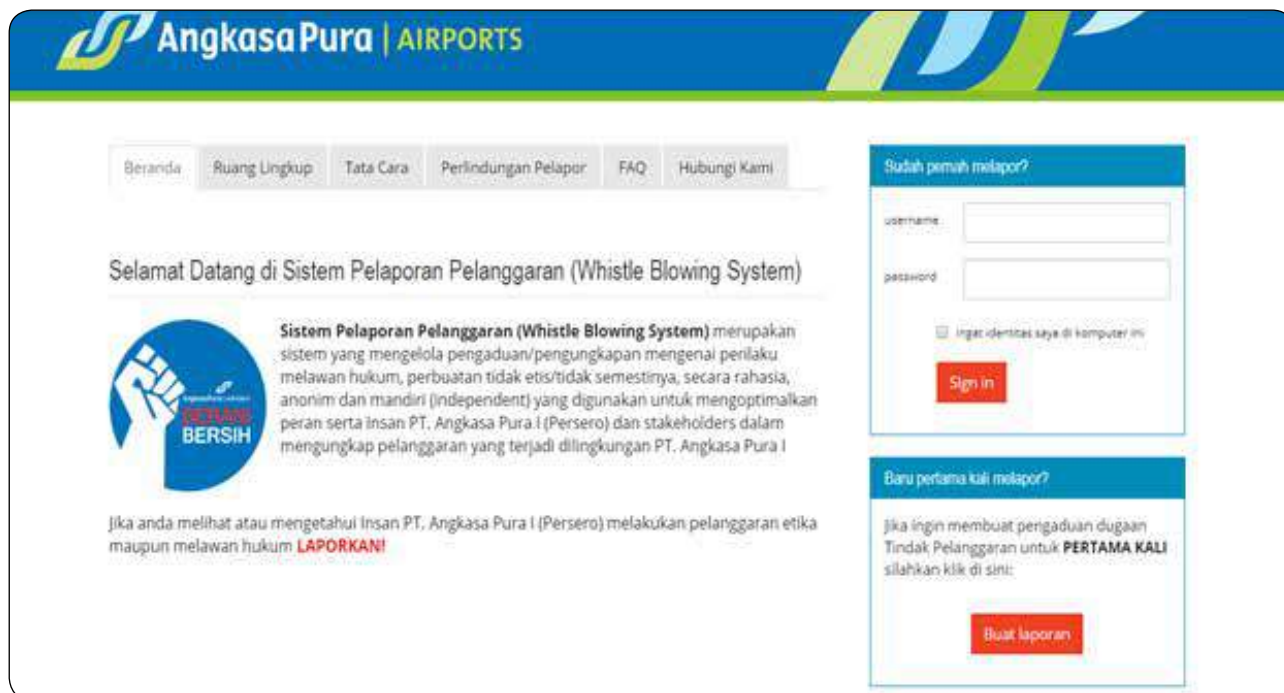 AngkasaPura | AIRPORTS
Beranda Ruang Lingkup Tata Cara Perlindungan Pelapor FAQ Hubungi Kami
Selamat Datang di Sistem Pelaporan Pelanggaran (Whistle Blowing System)
BERANI
BERSIH
Sistem Pelaporan Pelanggaran (Whistle Blowing System) merupakan
sistem yang mengelola pengaduan/pengungkapan mengenai perilaku
melawan hukum, perbuatan tidak etis/tidak semestinya, secara rahasia,
anonim dan mandiri (independent) yang digunakan untuk mengoptimalkan
peran serta Insan PT. Angkasa Pura I (Persero) dan stakeholders dalam
mengungkap pelanggaran yang terjadi dilingkungan PT. Angkasa Pura I
Jika anda melihat atau mengetahui Insan PT. Angkasa Pura I (Persero) melakukan pelanggaran etika
maupun melawan hukum LAPORKAN!
Sudah pernah melapor?
username
password
Ingat identitas saya di komputer ini
Sign in
Baru pertama kali melapor?
Jika ingin membuat pengaduan dugaan
Tindak Pelanggaran untuk PERTAMA KALI
silahkan klik di sini:
Buat laporan